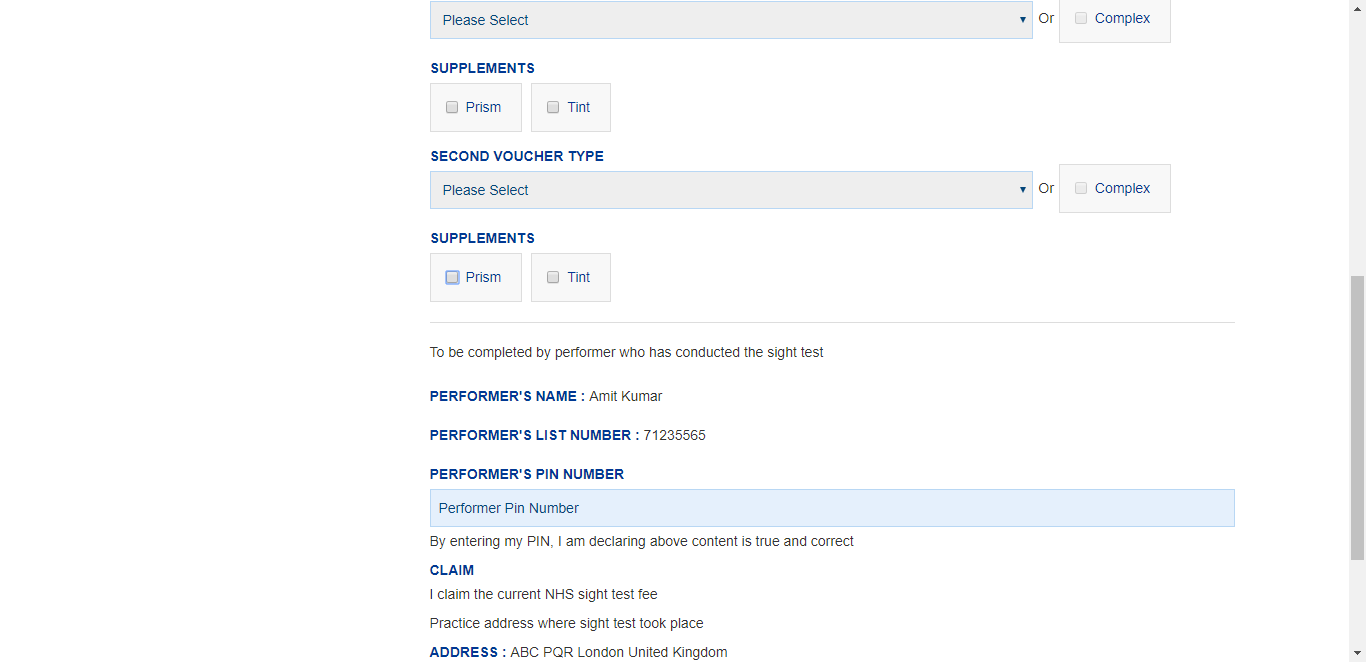 Please Select Or Complex
SUPPLEMENTS
Prism Tint
SECOND VOUCHER TYPE
Please Select Or Complex
SUPPLEMENTS
Prism Tint
To be completed by performer who has conducted the sight test
PERFORMER'S NAME : Amit Kumar
PERFORMER'S LIST NUMBER : 71235565
PERFORMER'S PIN NUMBER
Performer Pin Number
By entering my PIN, I am declaring above content is true and correct
CLAIM
I claim the current NHS sight test fee
Practice address where sight test took place
ADDRESS : ABC PQR London United Kingdom